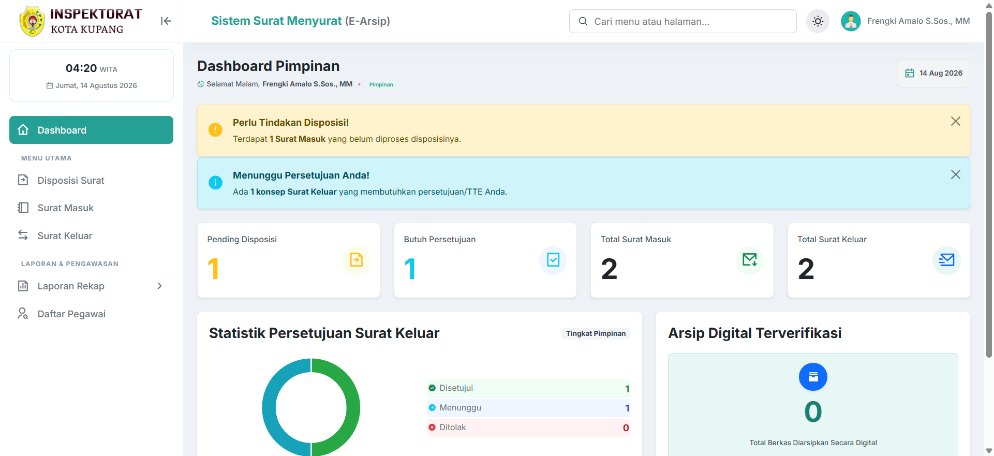 INSPEKTORAT
KOTA KUPANG
Sistem Surat Menyurat (E-Arsip)
Cari menu atau halaman...
Frengki Amalo S.Sos., MM
04:20 WITA
Jumat, 14 Agustus 2026
Dashboard
MENU UTAMA
Disposisi Surat
Surat Masuk
Surat Keluar
LAPORAN & PENGAWASAN
Laporan Rekap
Daftar Pegawai
Dashboard Pimpinan
Selamat Malam, Frengki Amalo S.Sos., MM • Pimpinan
14 Aug 2026
Perlu Tindakan Disposisi!
Terdapat 1 Surat Masuk yang belum diproses disposisinya.
Menunggu Persetujuan Anda!
Ada 1 konsep Surat Keluar yang membutuhkan persetujuan/TTE Anda.
Pending Disposisi
1
Butuh Persetujuan
1
Total Surat Masuk
2
Total Surat Keluar
2
Statistik Persetujuan Surat Keluar
Tingkat Pimpinan
Disetujui 1
Menunggu 1
Ditolak 0
Arsip Digital Terverifikasi
0
Total Berkas Diarsipkan Secara Digital